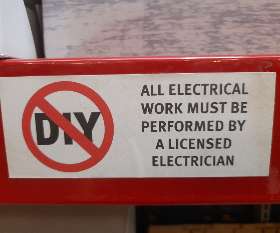 DIY
ALL ELECTRICAL
WORK MUST BE
PERFORMED BY
A LICENSED
ELECTRICIAN